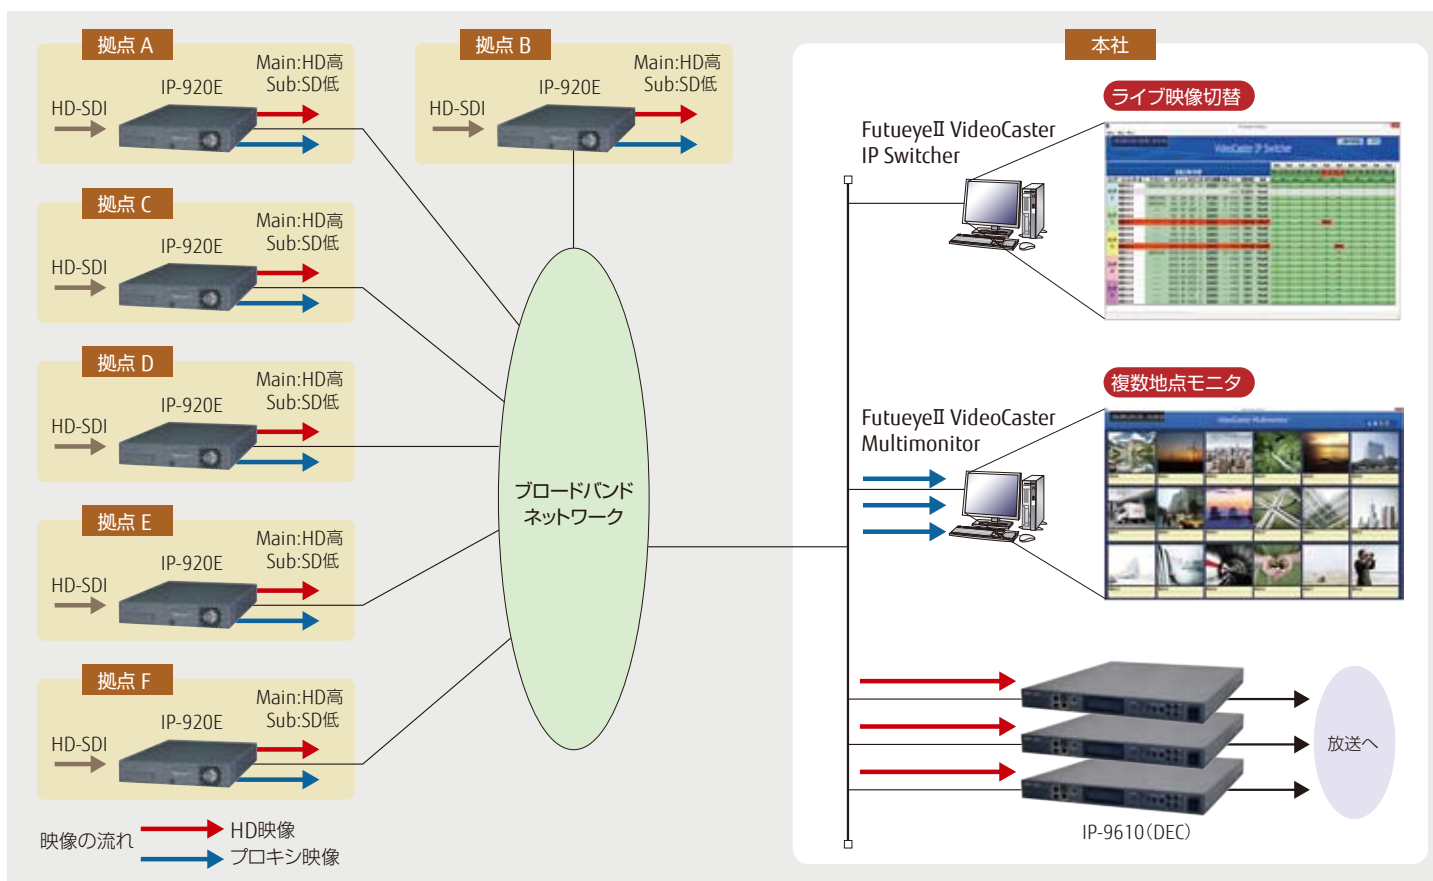 拠点 A
Main:HD高
Sub:SD低
IP-920E
HD-SDI
拠点 B
Main:HD高
Sub:SD低
IP-920E
HD-SDI
拠点 C
Main:HD高
Sub:SD低
IP-920E
HD-SDI
拠点 D
Main:HD高
Sub:SD低
IP-920E
HD-SDI
拠点 E
Main:HD高
Sub:SD低
IP-920E
HD-SDI
拠点 F
Main:HD高
Sub:SD低
IP-920E
HD-SDI
映像の流れ
HD映像
プロキシ映像
ブロードバンド
ネットワーク
本社
ライブ映像切替
FutueyeⅡ VideoCaster
IP Switcher
VideoCaster IP Switcher
複数地点モニタ
FutueyeⅡ VideoCaster
Multimonitor
VideoCaster Multimonitor
IP-9610(DEC)
放送へ